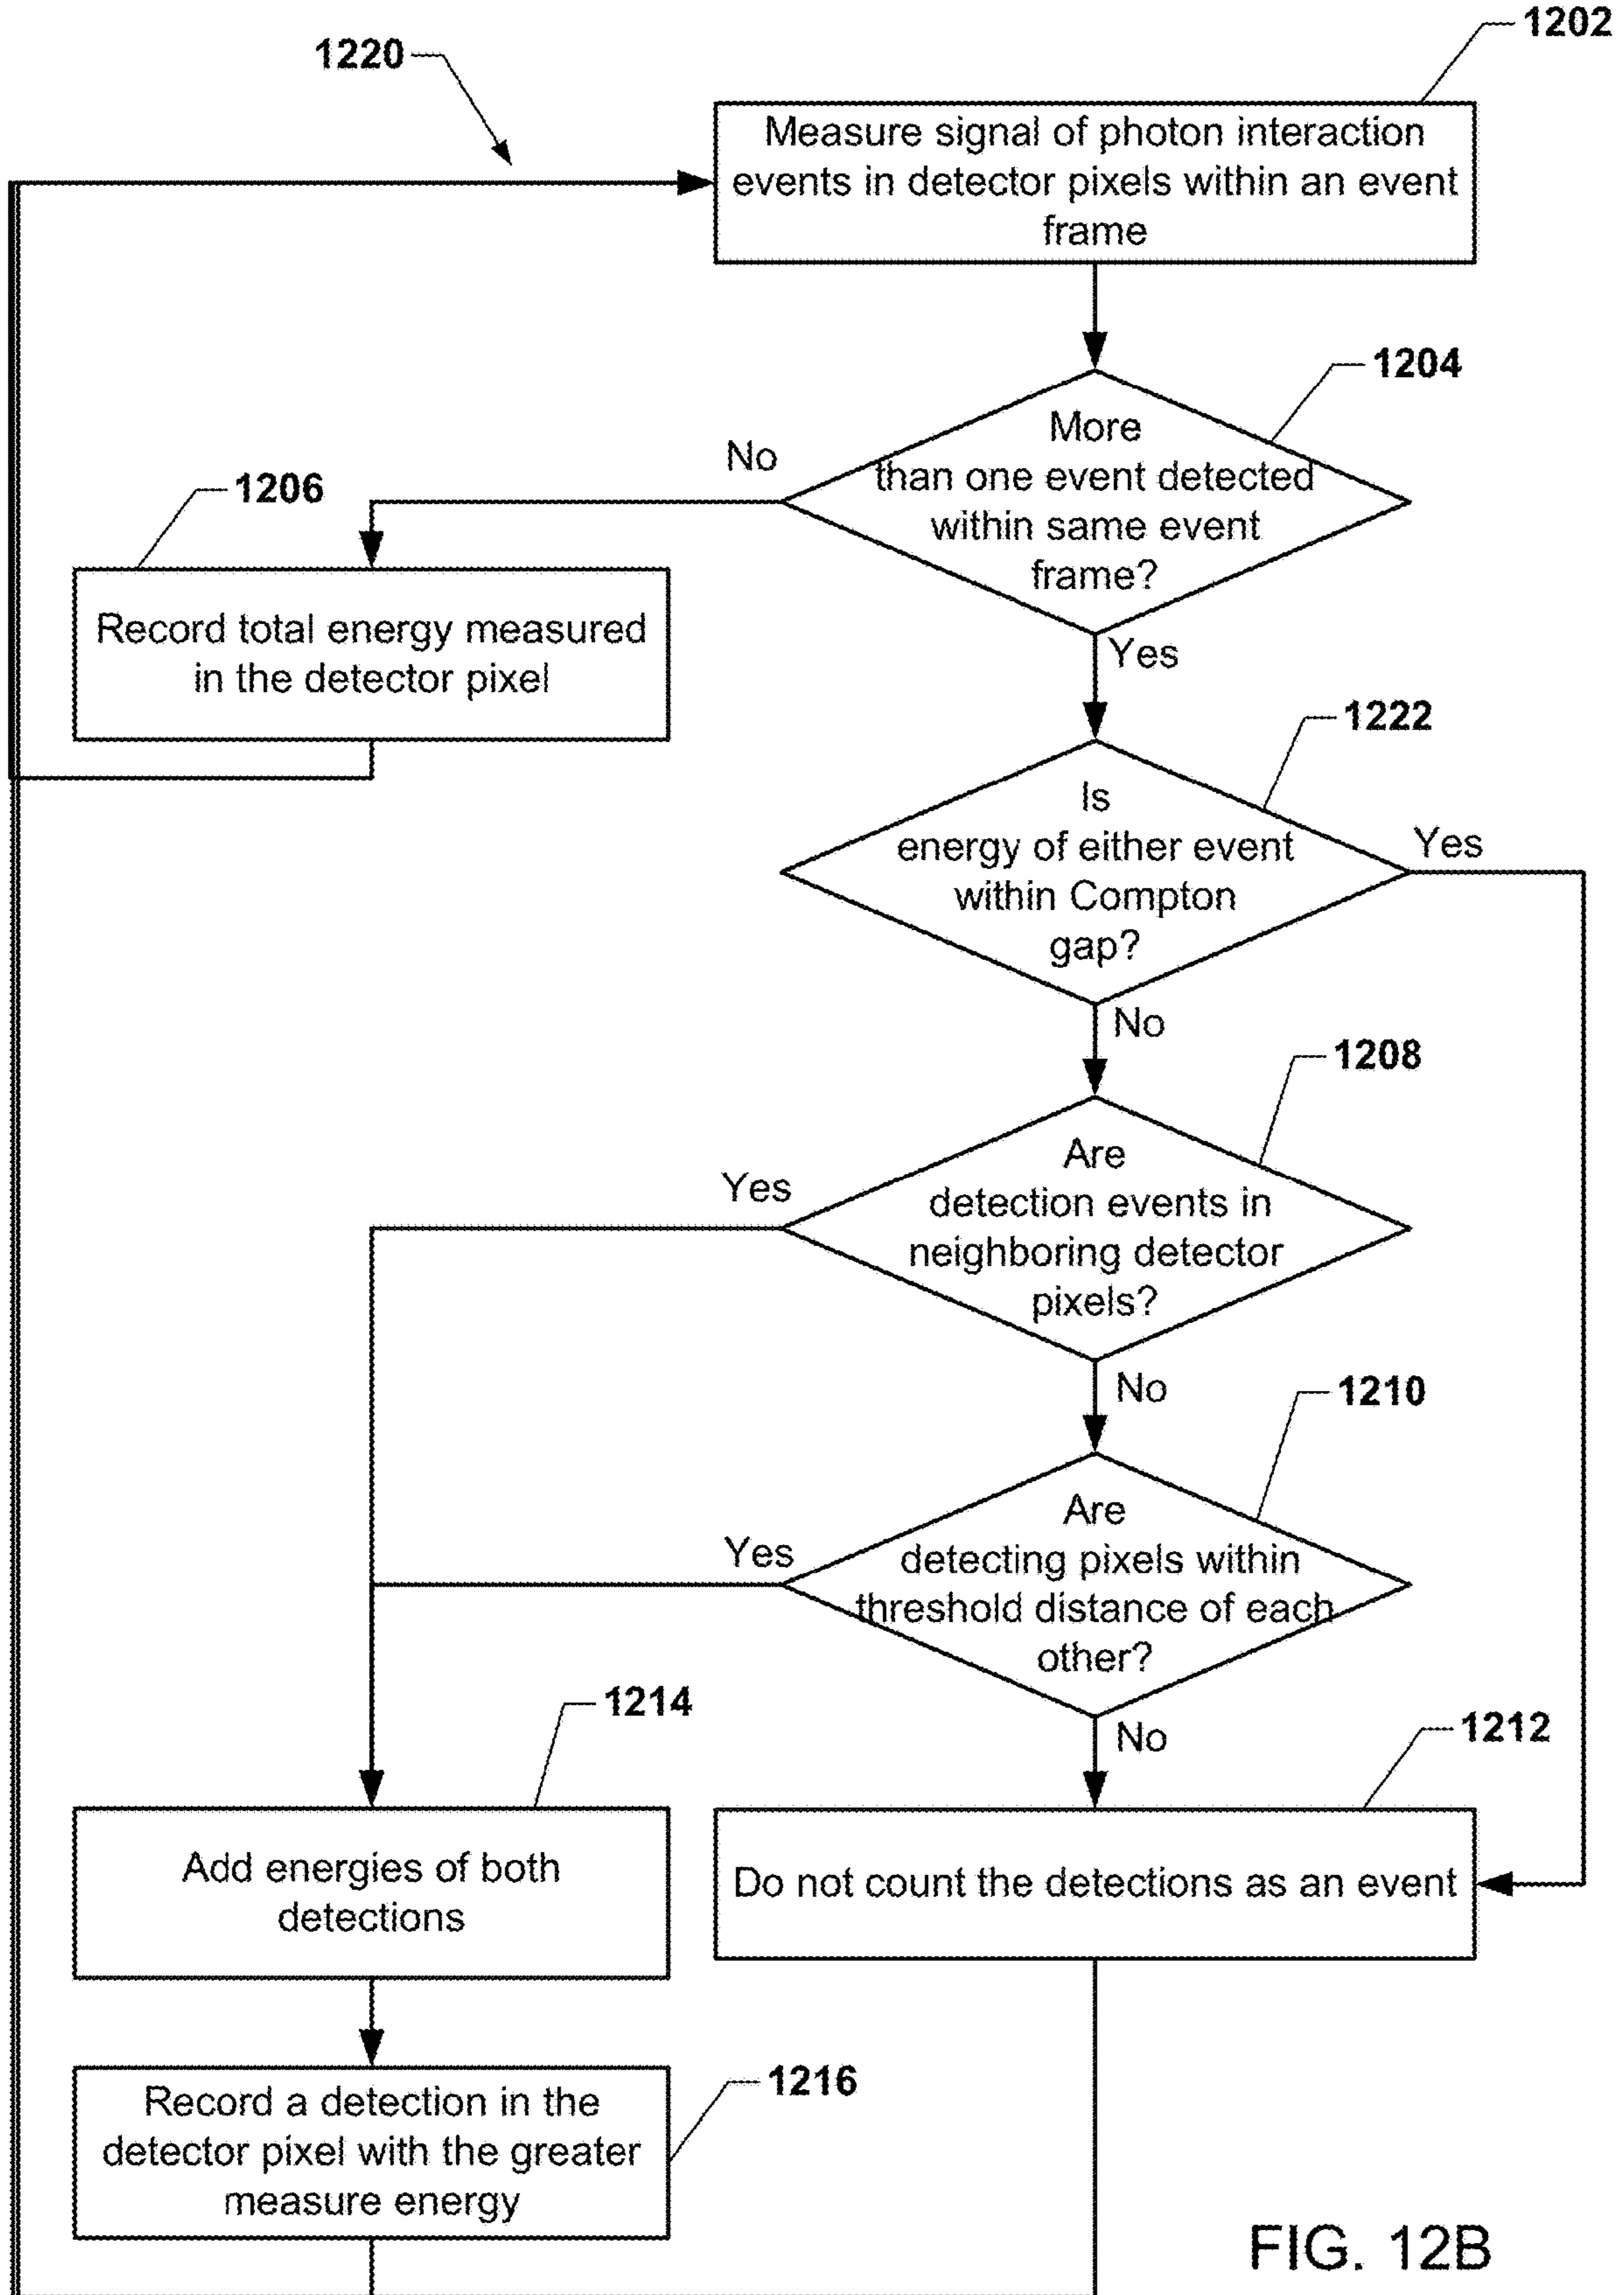 1202
1220
Measure signal of photon interaction
events in detector pixels within an event
frame
1204
More
than one event detected
within same event
frame?
No
1206
Record total energy measured
in the detector pixel
Yes
1222
Is
energy of either event
within Compton
gap?
Yes
No
1208
Are
detection events in
neighboring detector
pixels?
Yes
No
1210
Are
detecting pixels within
threshold distance of each
other?
Yes
No
1214
1212
Add energies of both
detections
Do not count the detections as an event
1216
Record a detection in the
detector pixel with the greater
measure energy
FIG. 12B